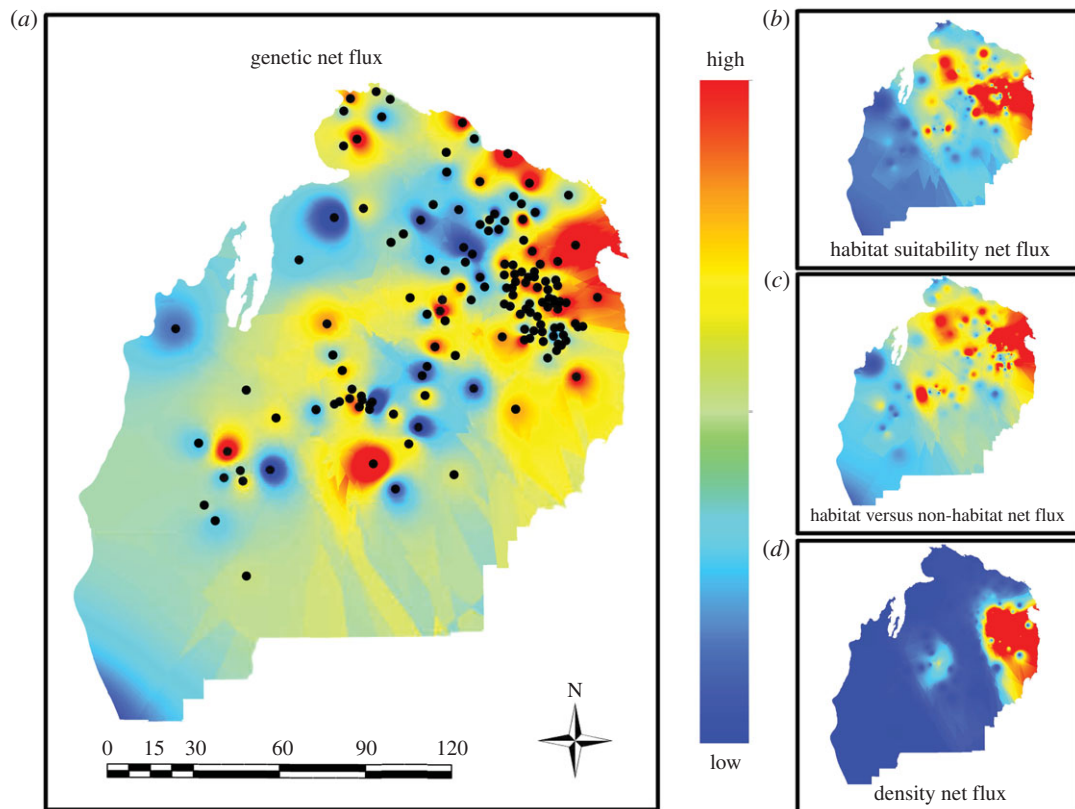 (a)
genetic net flux
N
0 15 30 60 90 120
high
low
(b)
habitat suitability net flux
(c)
habitat versus non-habitat net flux
(d)
density net flux